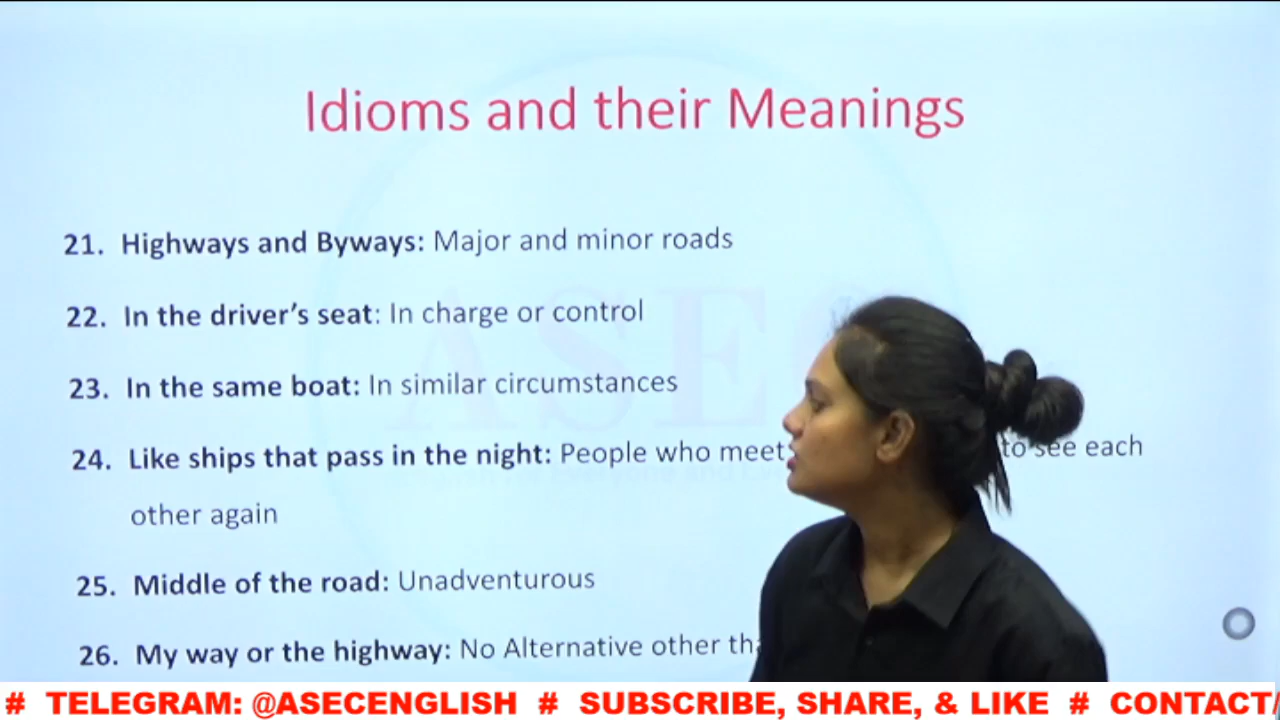 Idioms and their Meanings
21. Highways and Byways: Major and minor roads
22. In the driver's seat: In charge or control
23. In the same boat: In similar circumstances
24. Like ships that pass in the night: People who meet to see each
other again
25. Middle of the road: Unadventurous
26. My way or the highway: No Alternative other
# TELEGRAM: @ASECENGLISH # SUBSCRIBE, SHARE, & LIKE # CONTACT/